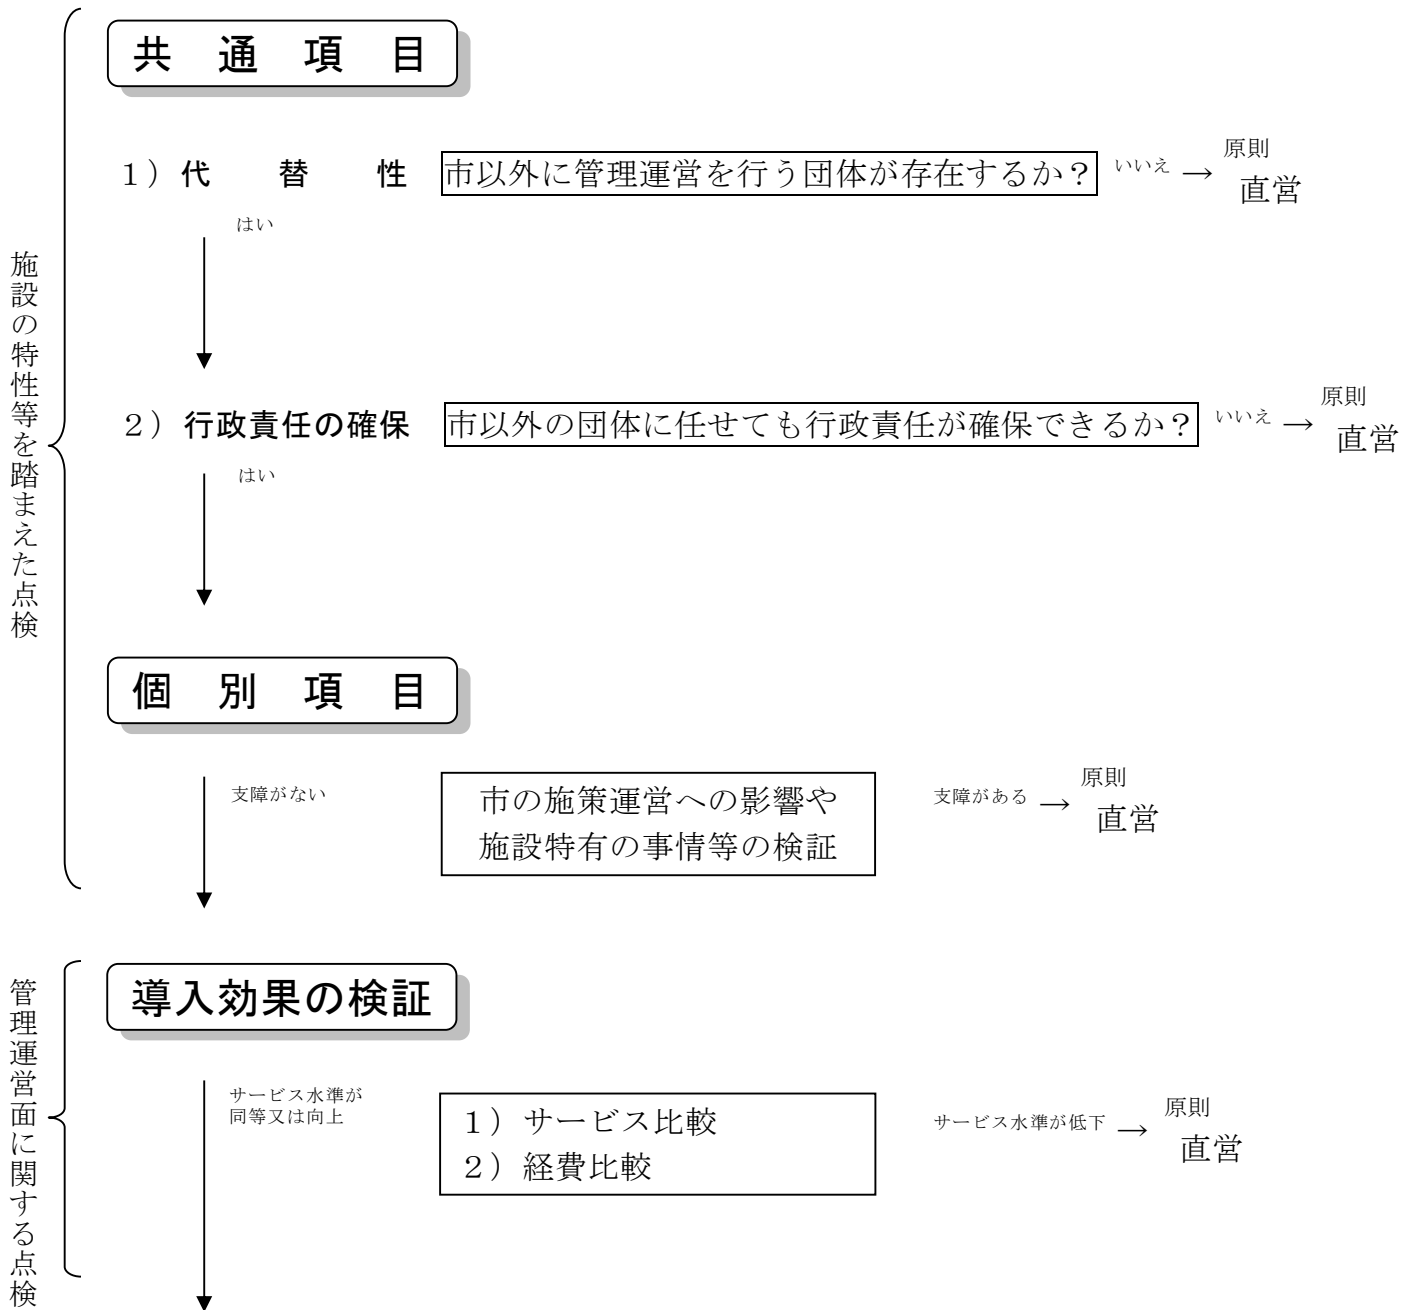 共　通　項　目
１）代　替　性　市以外に管理運営を行う団体が存在するか？　いいえ　→　原則　直営
はい
施設の特性等を踏まえた点検
２）行政責任の確保　市以外の団体に任せても行政責任が確保できるか？　いいえ　→　原則　直営
はい
個　別　項　目
支障がない
市の施策運営への影響や
施設特有の事情等の検証
支障がある　→　原則　直営
導入効果の検証
管理運営面に関する点検
サービス水準が
同等又は向上
１）サービス比較
２）経費比較
サービス水準が低下　→　原則　直営